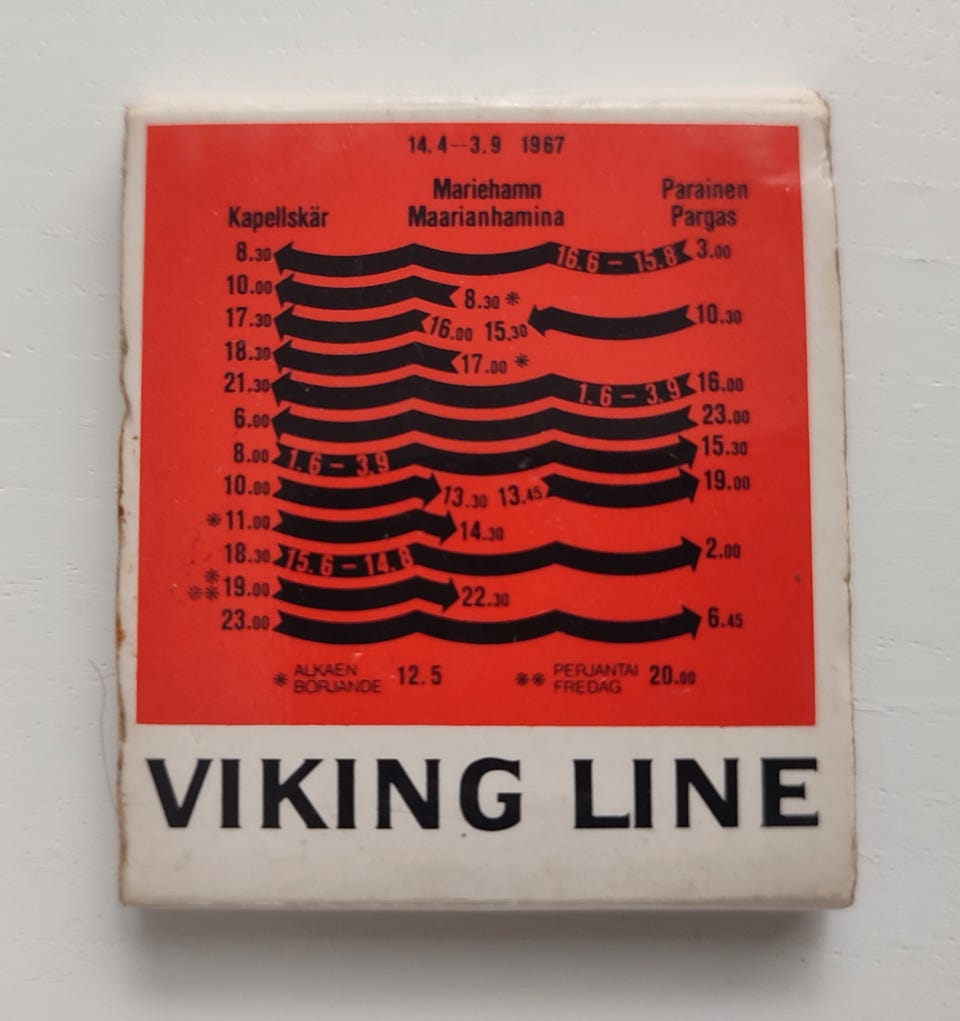 14.4–3.9 1967
Mariehamn Parainen
Kapellskär Maarianhamina Pargas
8.30 16.6 – 15.8 3.00
10.00 8.30 *
17.30 16.00 15.30 10.30
18.30 17.00 *
21.30 1.6 – 3.9 16.00
6.00 23.00
8.00 1.6 – 3.9 15.30
10.00 13.30 13.45 19.00
* 11.00 14.30
18.30 15.6 – 14.8 2.00
*** 19.00 22.30
23.00 6.45
* ALKAEN BÖRJANDE 12.5 ** PERJANTAI FREDAG 20.00
VIKING LINE